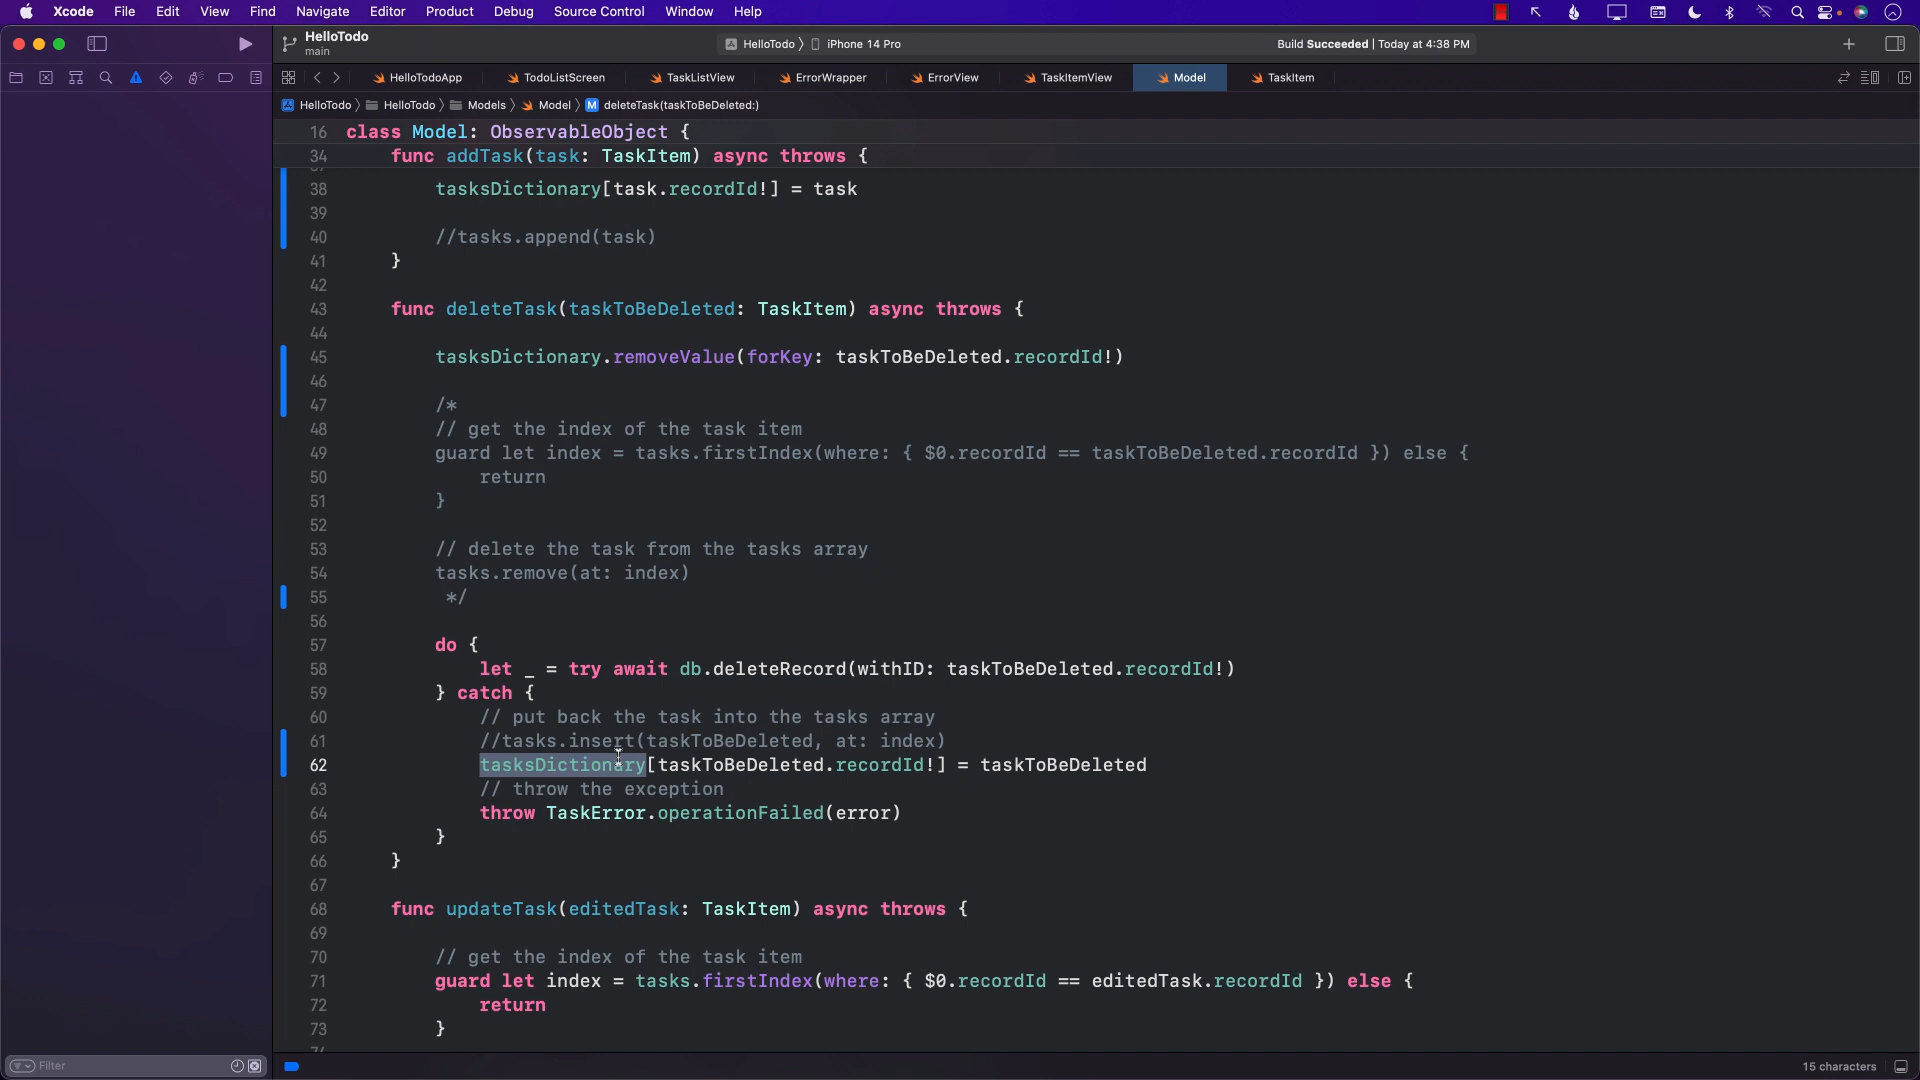 Xcode File Edit View Find Navigate Editor Product Debug Source Control Window Help
HelloTodo
main
HelloTodo iPhone 14 Pro Build Succeeded | Today at 4:38 PM
HelloTodoApp TodoListScreen TaskListView ErrorWrapper ErrorView TaskItemView Model TaskItem
HelloTodo HelloTodo Models Model M deleteTask(taskToBeDeleted:)
16 class Model: ObservableObject {
34 func addTask(task: TaskItem) async throws {
38 tasksDictionary[task.recordId!] = task
39
40 //tasks.append(task)
41 }
42
43 func deleteTask(taskToBeDeleted: TaskItem) async throws {
44
45 tasksDictionary.removeValue(forKey: taskToBeDeleted.recordId!)
46
47 /*
48 // get the index of the task item
49 guard let index = tasks.firstIndex(where: { $0.recordId == taskToBeDeleted.recordId }) else {
50 return
51 }
52
53 // delete the task from the tasks array
54 tasks.remove(at: index)
55 */
56
57 do {
58 let _ = try await db.deleteRecord(withID: taskToBeDeleted.recordId!)
59 } catch {
60 // put back the task into the tasks array
61 //tasks.insert(taskToBeDeleted, at: index)
62 tasksDictionary[taskToBeDeleted.recordId!] = taskToBeDeleted
63 // throw the exception
64 throw TaskError.operationFailed(error)
65 }
66 }
67
68 func updateTask(editedTask: TaskItem) async throws {
69
70 // get the index of the task item
71 guard let index = tasks.firstIndex(where: { $0.recordId == editedTask.recordId }) else {
72 return
73 }
Filter 15 characters